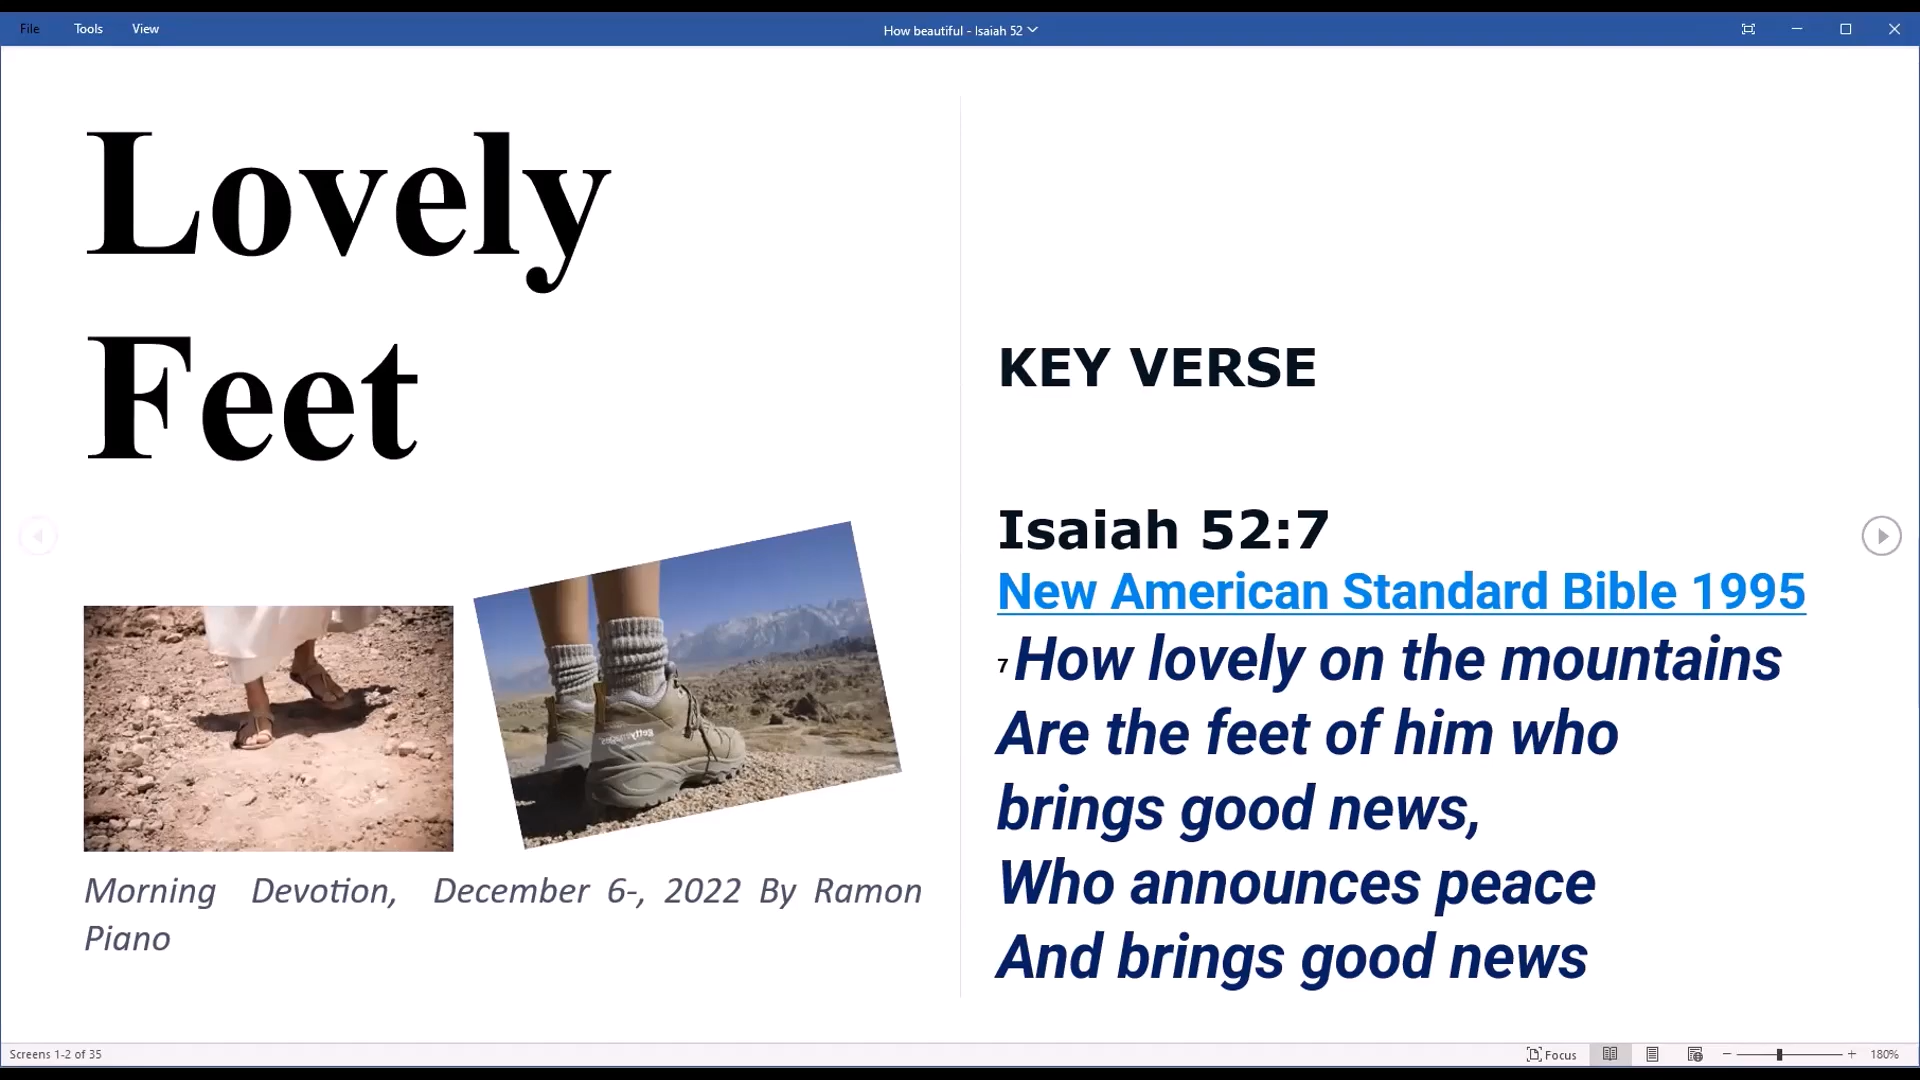 File Tools View
How beautiful - Isaiah 52
Lovely
Feet
Morning Devotion, December 6-, 2022 By Ramon
Piano
KEY VERSE
Isaiah 52:7
New American Standard Bible 1995
7 How lovely on the mountains
Are the feet of him who
brings good news,
Who announces peace
And brings good news
Screens 1-2 of 35
Focus
180%